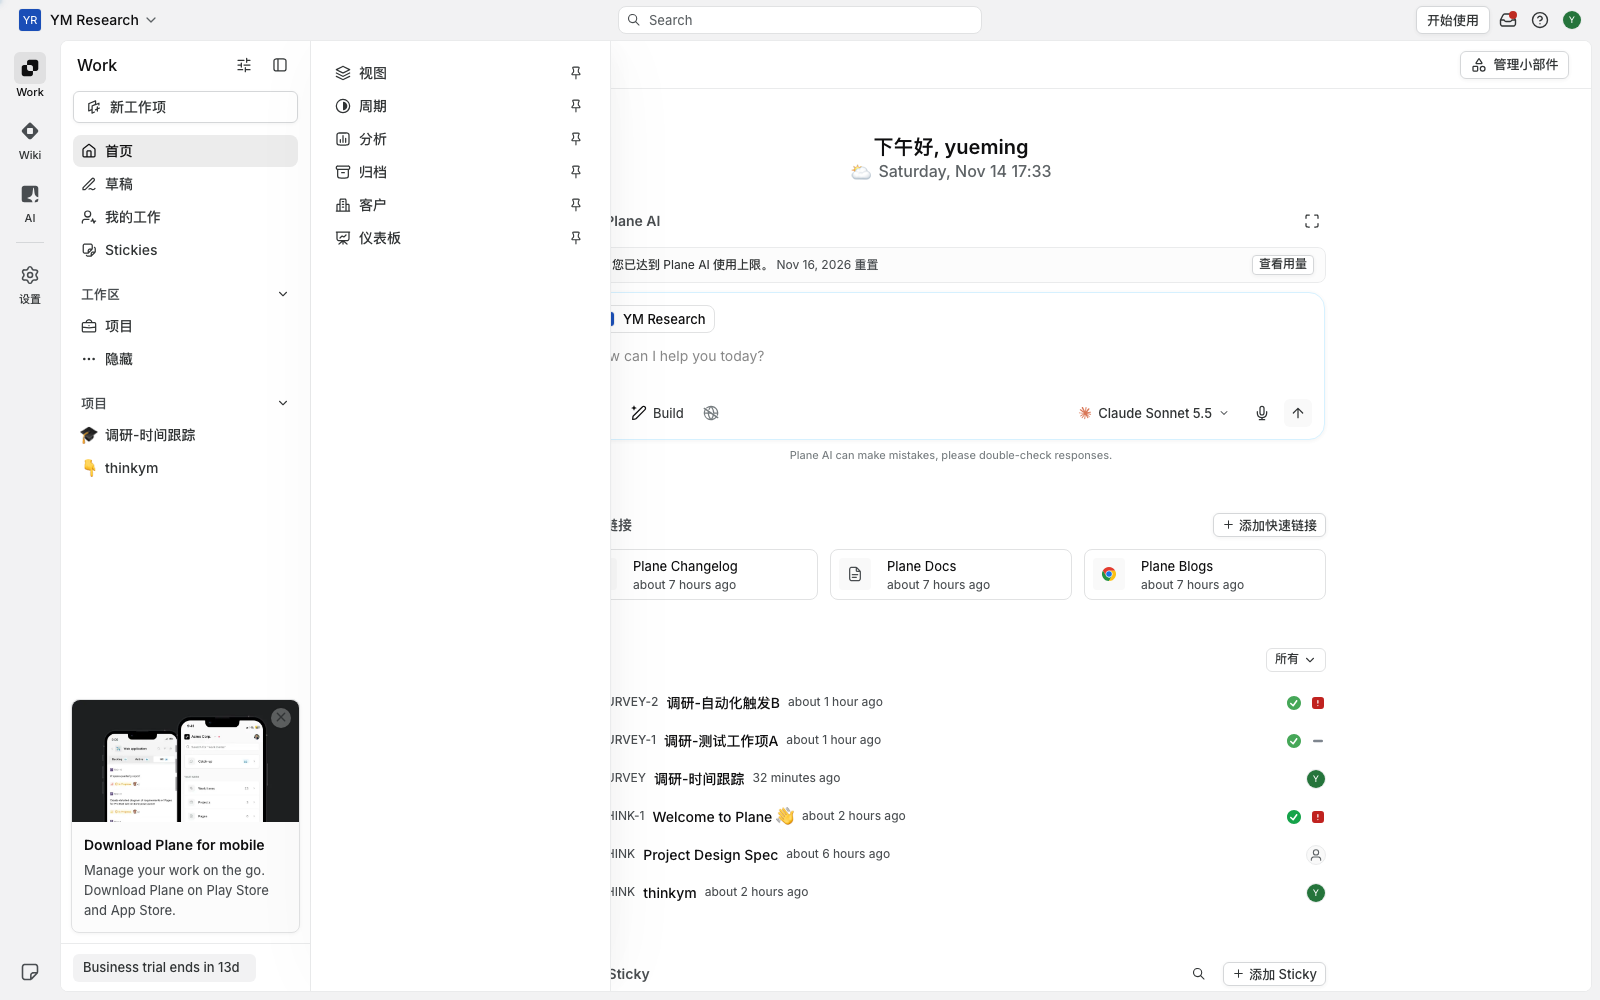 YR YM Research
Search
开始使用
Y
Work
Wiki
AI
设置
Work
新工作项
首页
草稿
我的工作
Stickies
工作区
项目
隐藏
项目
调研-时间跟踪
thinkym
Download Plane for mobile
Manage your work on the go.
Download Plane on Play Store
and App Store.
Business trial ends in 13d
视图
周期
分析
归档
客户
仪表板
管理小部件
下午好, yueming
Saturday, Nov 14 17:33
Plane AI
您已达到 Plane AI 使用上限。 Nov 16, 2026 重置
查看用量
YM Research
w can I help you today?
Build
Claude Sonnet 5.5
Plane AI can make mistakes, please double-check responses.
链接
添加快速链接
Plane Changelog
about 7 hours ago
Plane Docs
about 7 hours ago
Plane Blogs
about 7 hours ago
所有
URVEY-2 调研-自动化触发B about 1 hour ago
URVEY-1 调研-测试工作项A about 1 hour ago
URVEY 调研-时间跟踪 32 minutes ago
Y
HINK-1 Welcome to Plane 👋 about 2 hours ago
HINK Project Design Spec about 6 hours ago
HINK thinkym about 2 hours ago
Y
Sticky
添加 Sticky